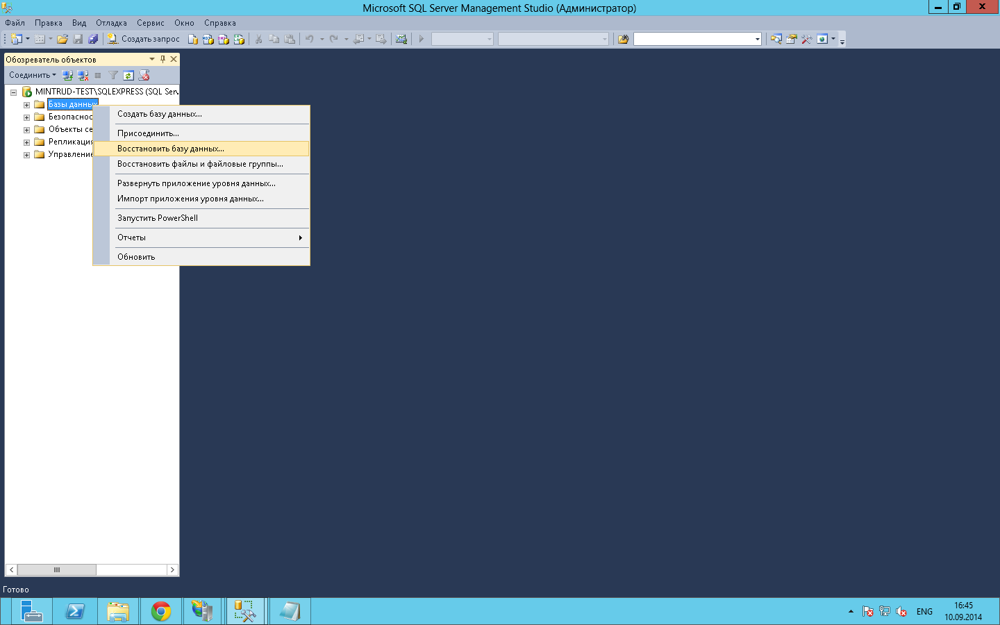 Microsoft SQL Server Management Studio (Администратор)
Файл Правка Вид Отладка Сервис Окно Справка
Создать запрос
Обозреватель объектов
Соединить
MINTRUD-TEST\SQLEXPRESS (SQL Ser
Базы данных
Создать базу данных...
Безопаснос
Присоединить...
Объекты се
Репликация
Восстановить базу данных...
Управление
Восстановить файлы и файловые группы...
Развернуть приложение уровня данных...
Импорт приложения уровня данных...
Запустить PowerShell
Отчеты
Обновить
Готово
ENG
16:45
10.09.2014